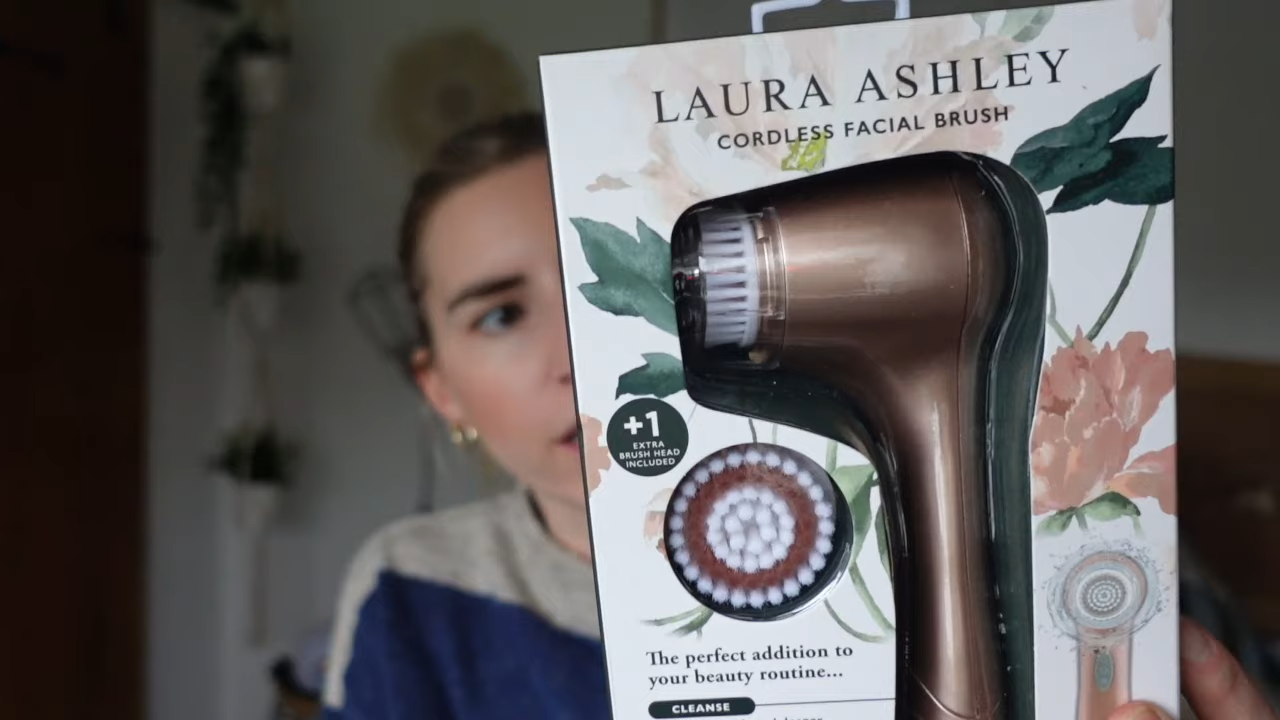 LAURA ASHLEY
CORDLESS FACIAL BRUSH
+1
EXTRA
BRUSH HEAD
INCLUDED
The perfect addition to
your beauty routine...
CLEANSE